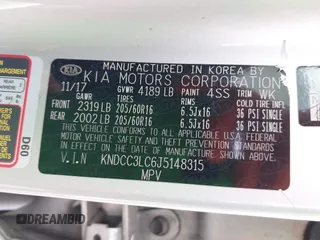 MANUFACTURED IN KOREA BY
KIA KIA MOTORS CORPORATION
11/17 GVWR 4189 LB PAINT 4SS TRIM WK
GAWR TIRES RIMS COLD TIRE INFL
FRONT 2319 LB 205/60R16 6.5Jx16 36 PSI SINGLE
REAR 2002 LB 205/60R16 6.5Jx16 36 PSI SINGLE
THIS VEHICLE CONFORMS TO ALL APPLICABLE U.S.A. FEDERAL
MOTOR VEHICLE SAFETY AND THEFT PREVENTION STANDARDS
IN EFFECT ON THE DATE OF MANUFACTURE SHOWN ABOVE.
V.I.N KNDCC3LC6J5148315
MPV
D60
DREAMBID